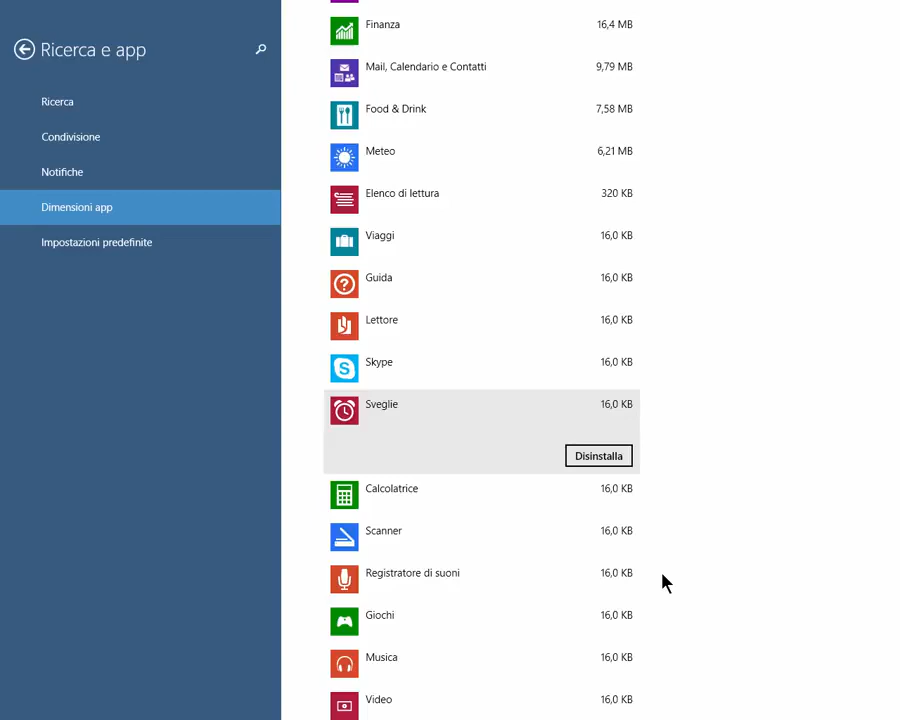 Ricerca e app
Ricerca
Condivisione
Notifiche
Dimensioni app
Impostazioni predefinite
Finanza 16,4 MB
Mail, Calendario e Contatti 9,79 MB
Food & Drink 7,58 MB
Meteo 6,21 MB
Elenco di lettura 320 KB
Viaggi 16,0 KB
Guida 16,0 KB
Lettore 16,0 KB
Skype 16,0 KB
Sveglie 16,0 KB
Disinstalla
Calcolatrice 16,0 KB
Scanner 16,0 KB
Registratore di suoni 16,0 KB
Giochi 16,0 KB
Musica 16,0 KB
Video 16,0 KB